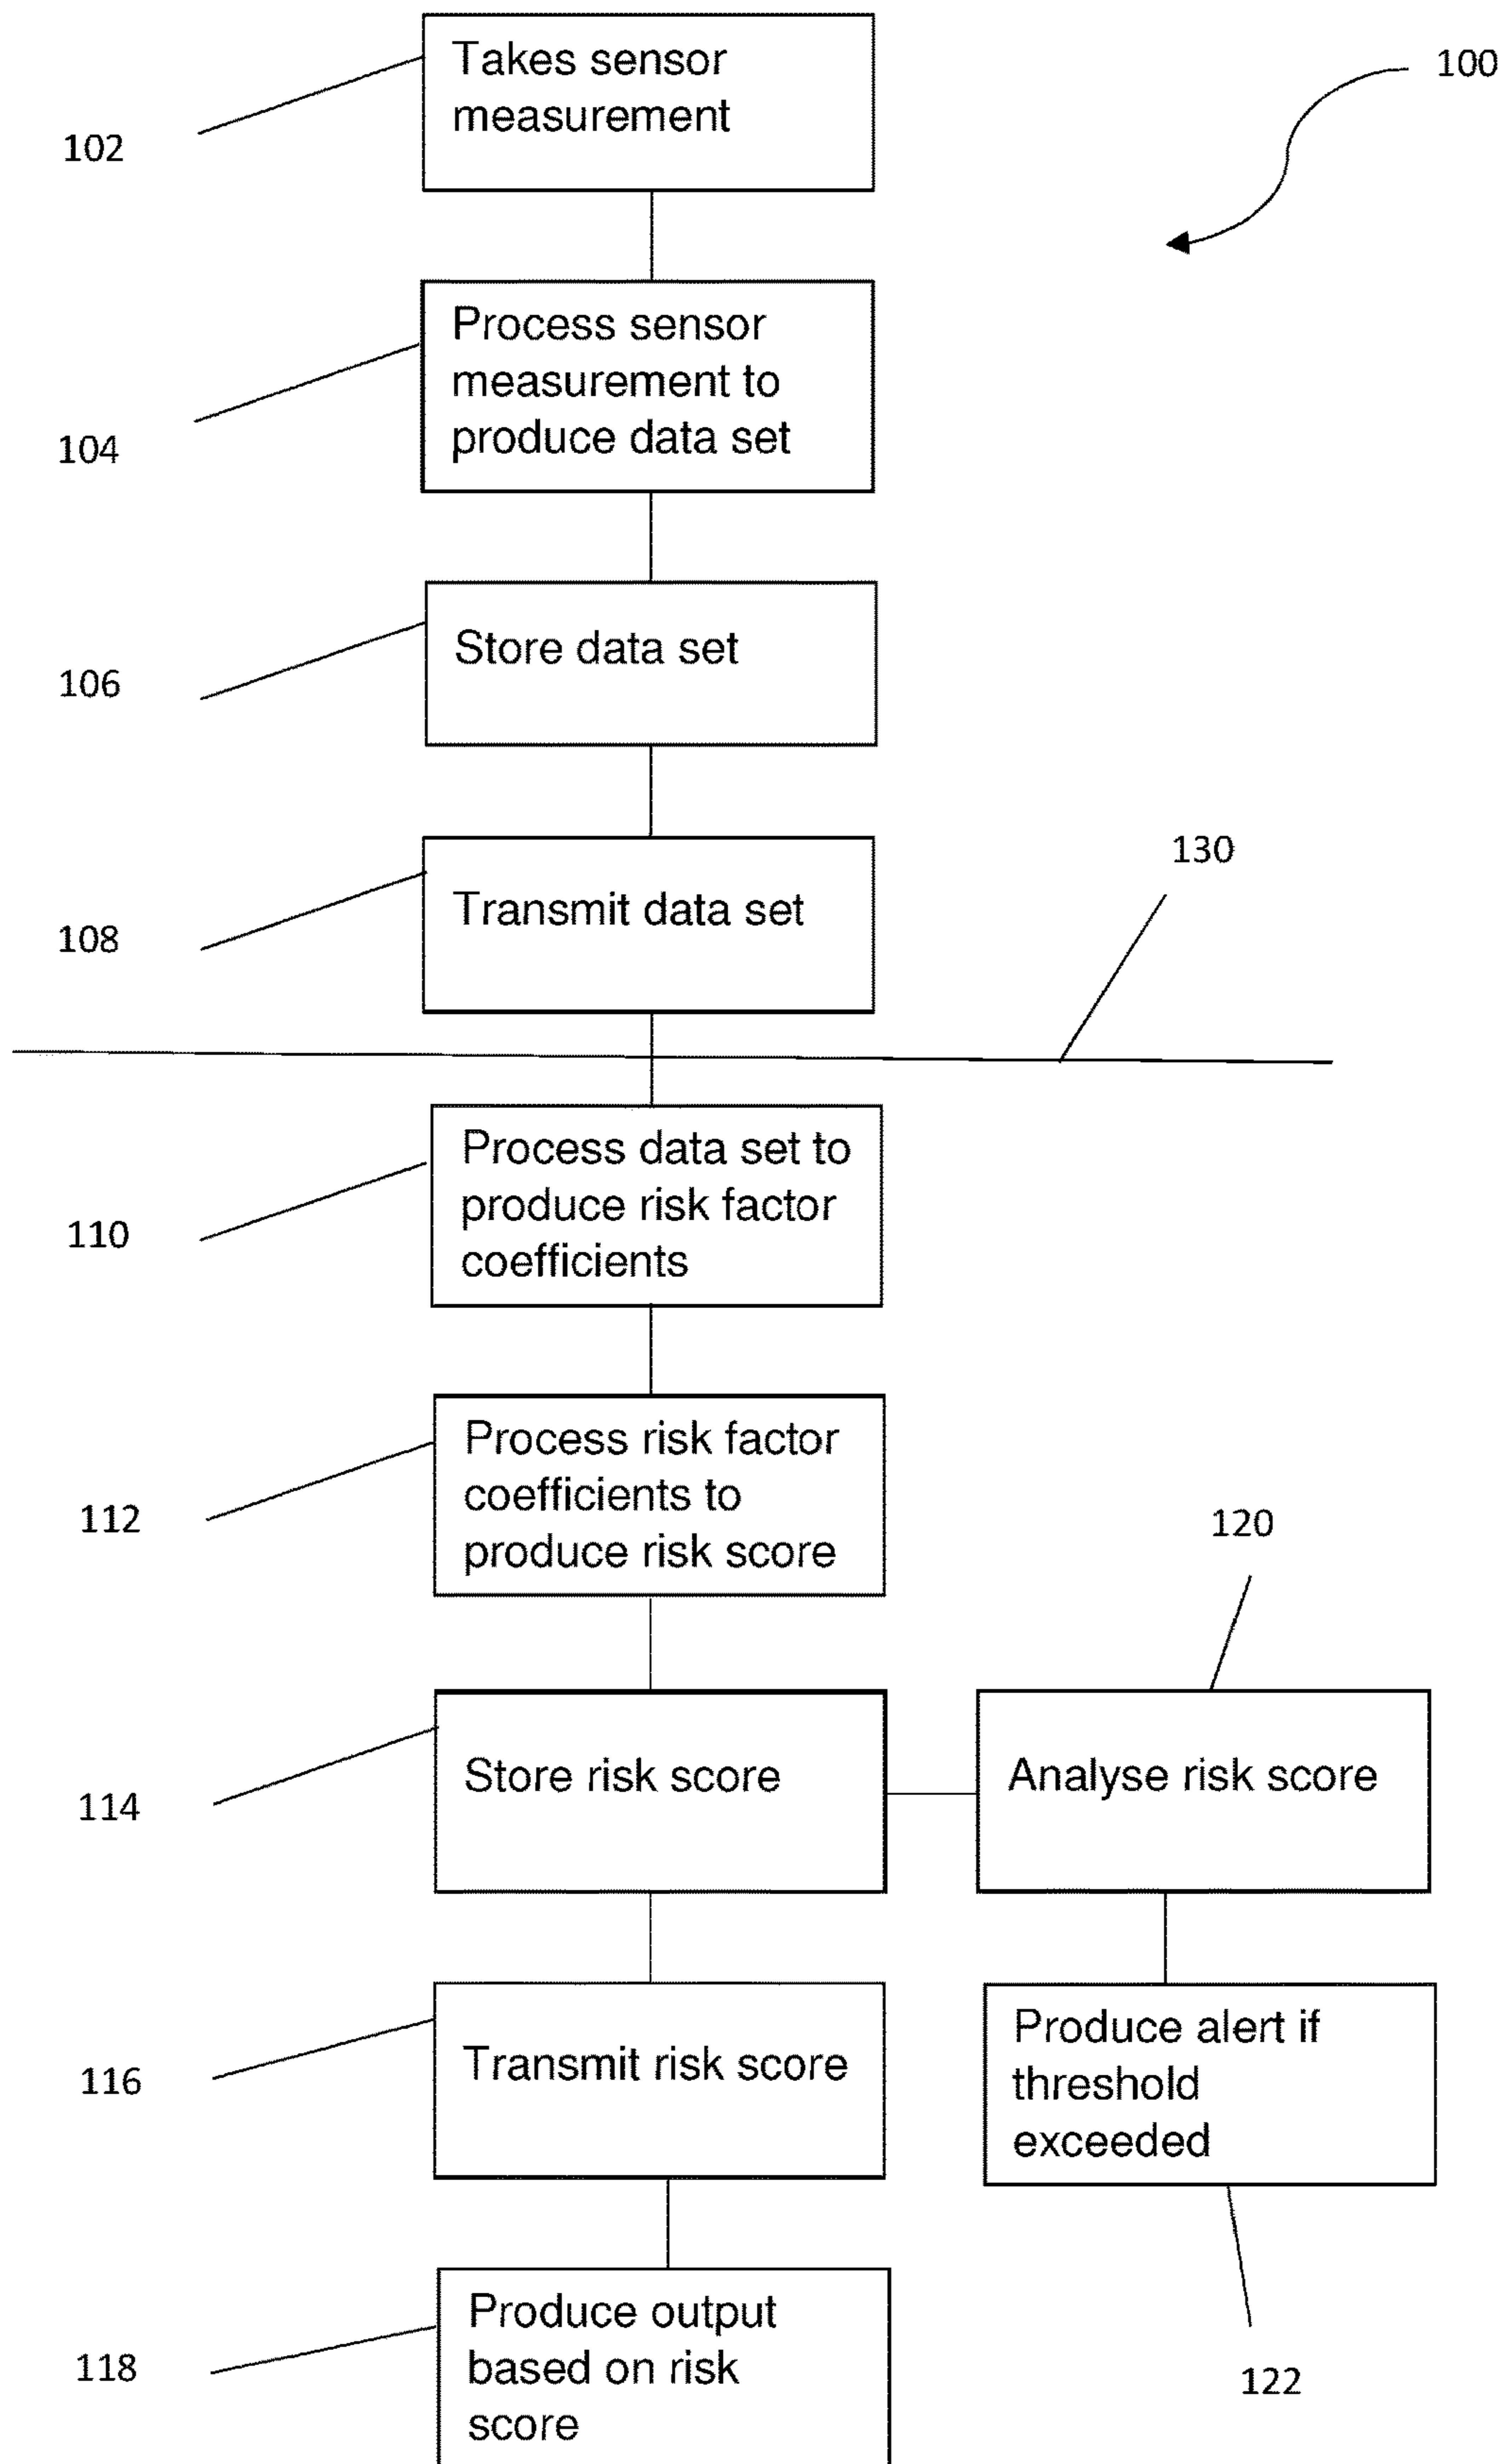 Takes sensor
measurement
100
102
Process sensor
measurement to
produce data set
104
Store data set
106
130
Transmit data set
108
Process data set to
produce risk factor
coefficients
110
Process risk factor
coefficients to
produce risk score
112
120
Store risk score
Analyse risk score
114
Transmit risk score
116
Produce alert if
threshold
exceeded
Produce output
based on risk
score
118
122